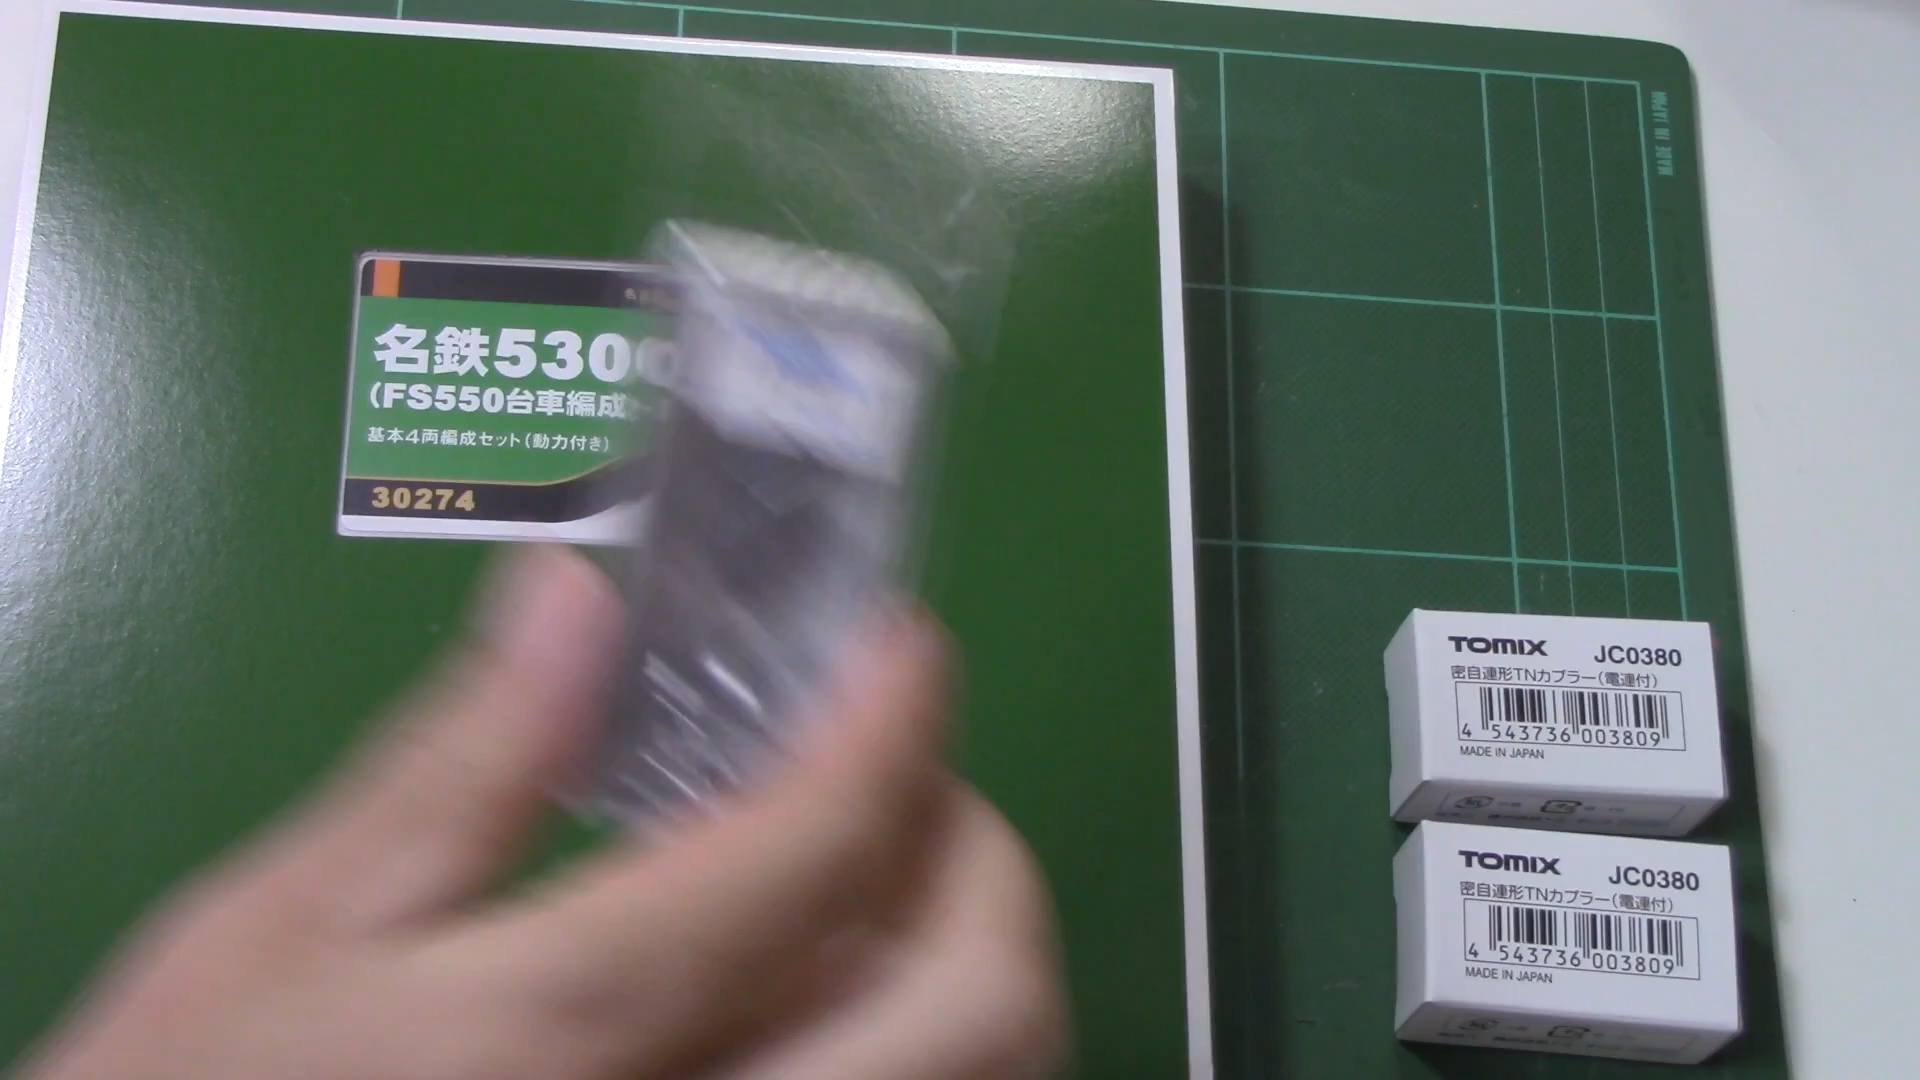 名鉄530
(FS550台車編成
基本4両編成セット(動力付き)
30274
MADE IN JAPAN
TOMIX JC0380
密自連形TNカプラー(電連付)
4 543736 003809
MADE IN JAPAN
TOMIX JC0380
密自連形TNカプラー(電連付)
4 543736 003809
MADE IN JAPAN